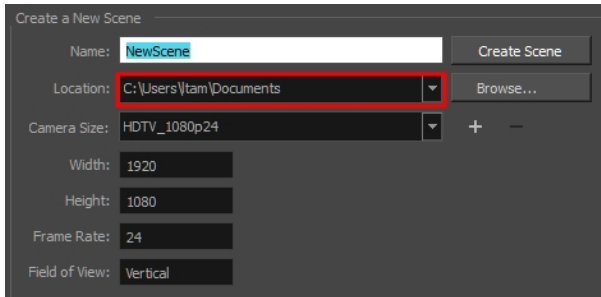 Create a New Scene
Name: NewScene Create Scene
Location: C:\Users\ltam\Documents Browse...
Camera Size: HDTV_1080p24 + −
Width: 1920
Height: 1080
Frame Rate: 24
Field of View: Vertical